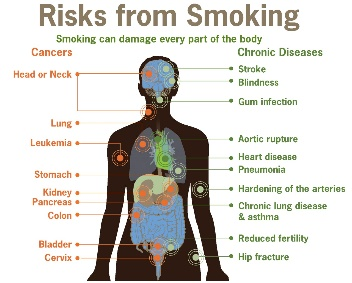 Risks from Smoking
Smoking can damage every part of the body
Cancers
Head or Neck
Lung
Leukemia
Stomach
Kidney
Pancreas
Colon
Bladder
Cervix
Chronic Diseases
Stroke
Blindness
Gum infection
Aortic rupture
Heart disease
Pneumonia
Hardening of the arteries
Chronic lung disease
& asthma
Reduced fertility
Hip fracture